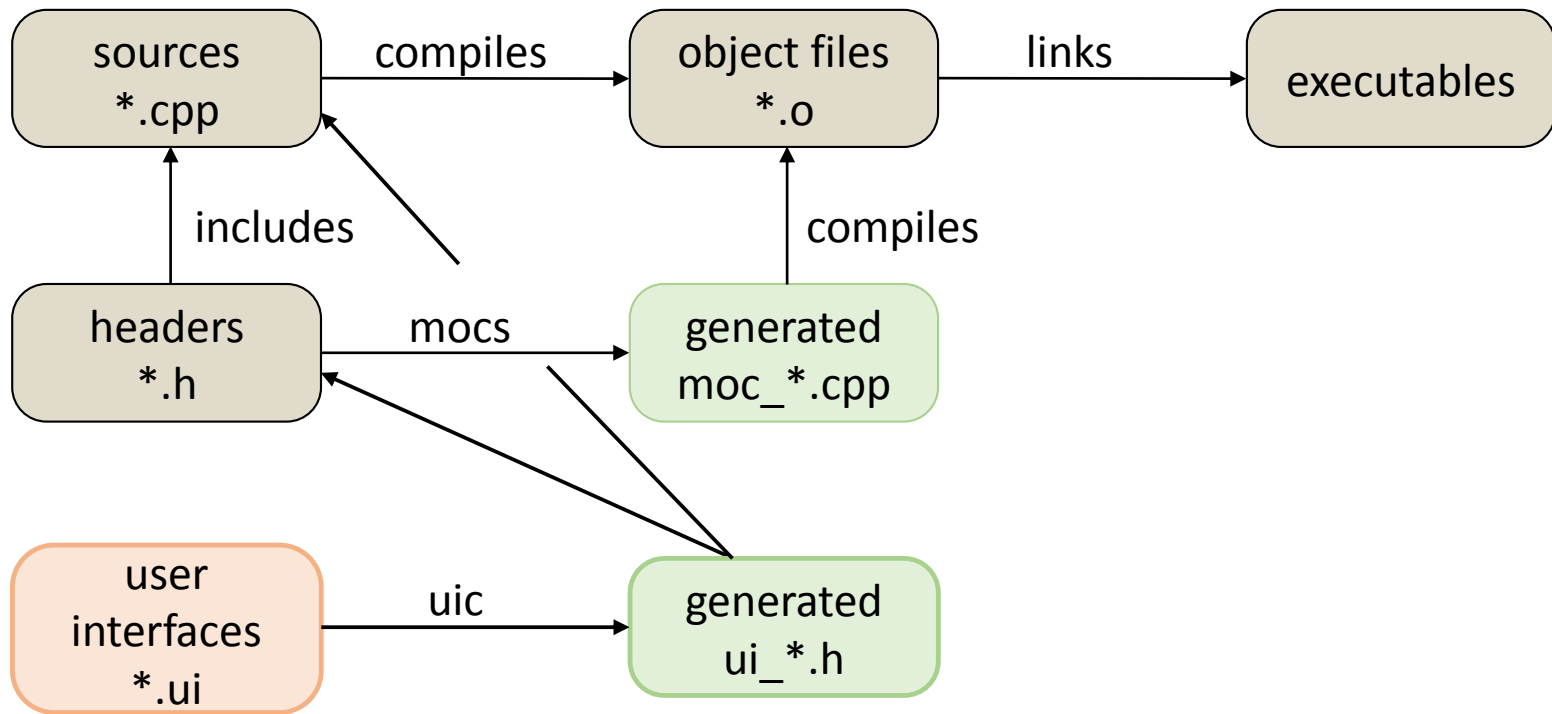 sources
*.cpp
compiles
object files
*.o
links
executables
includes
compiles
headers
*.h
mocs
generated
moc_*.cpp
user
interfaces
*.ui
uic
generated
ui_*.h